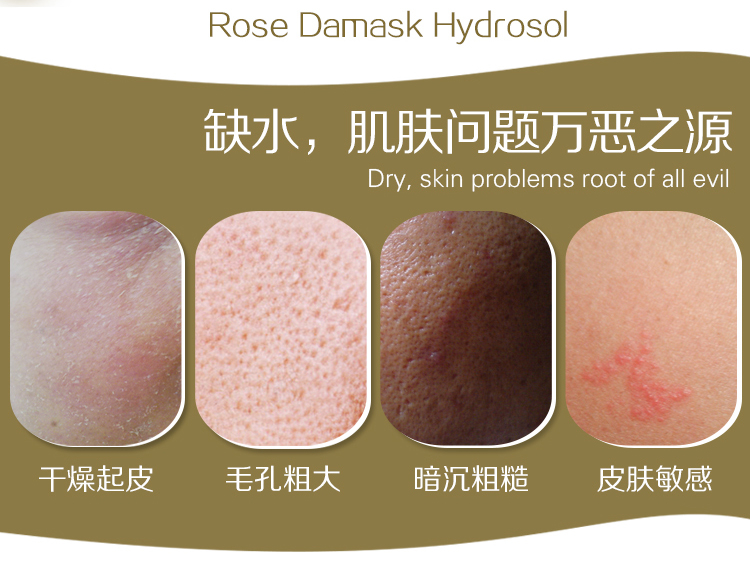 Rose Damask Hydrosol
缺水，肌肤问题万恶之源
Dry, skin problems root of all evil
干燥起皮
毛孔粗大
暗沉粗糙
皮肤敏感